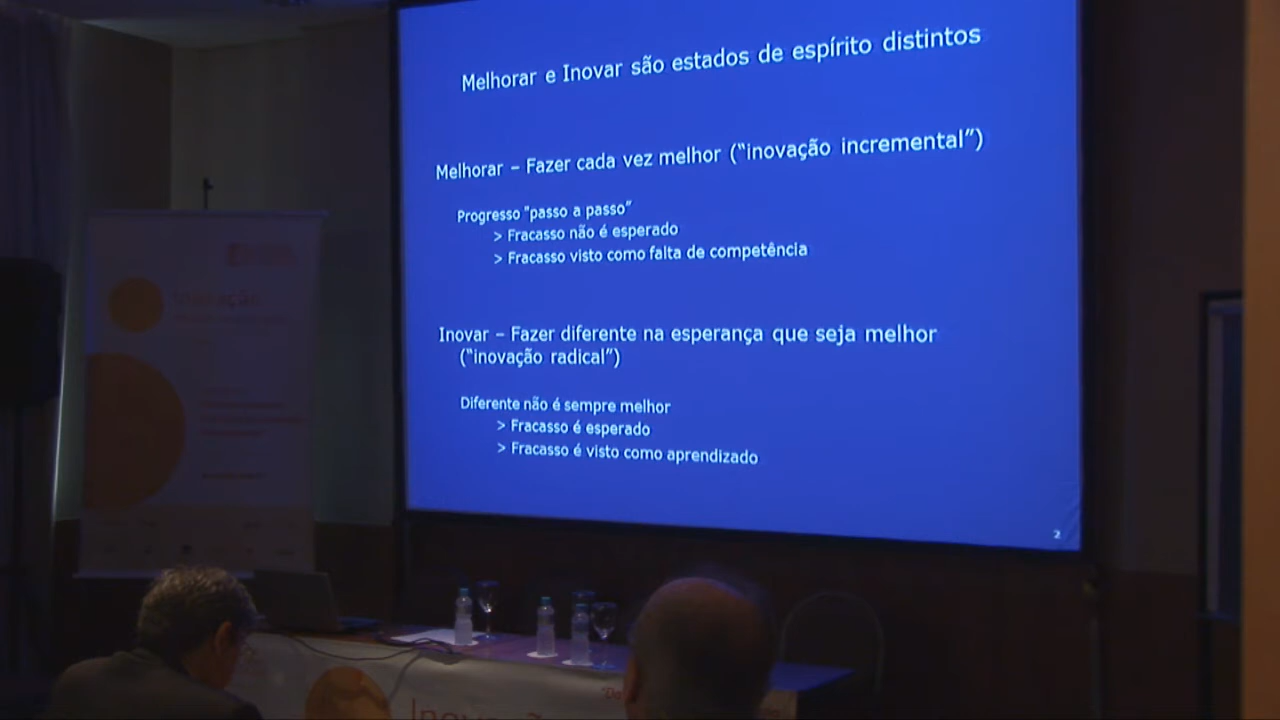 Melhorar e Inovar são estados de espírito distintos
Melhorar – Fazer cada vez melhor (“inovação incremental”)
Progresso "passo a passo”
> Fracasso não é esperado
> Fracasso visto como falta de competência
Inovar – Fazer diferente na esperança que seja melhor
(“inovação radical”)
Diferente não é sempre melhor
> Fracasso é esperado
> Fracasso é visto como aprendizado
2